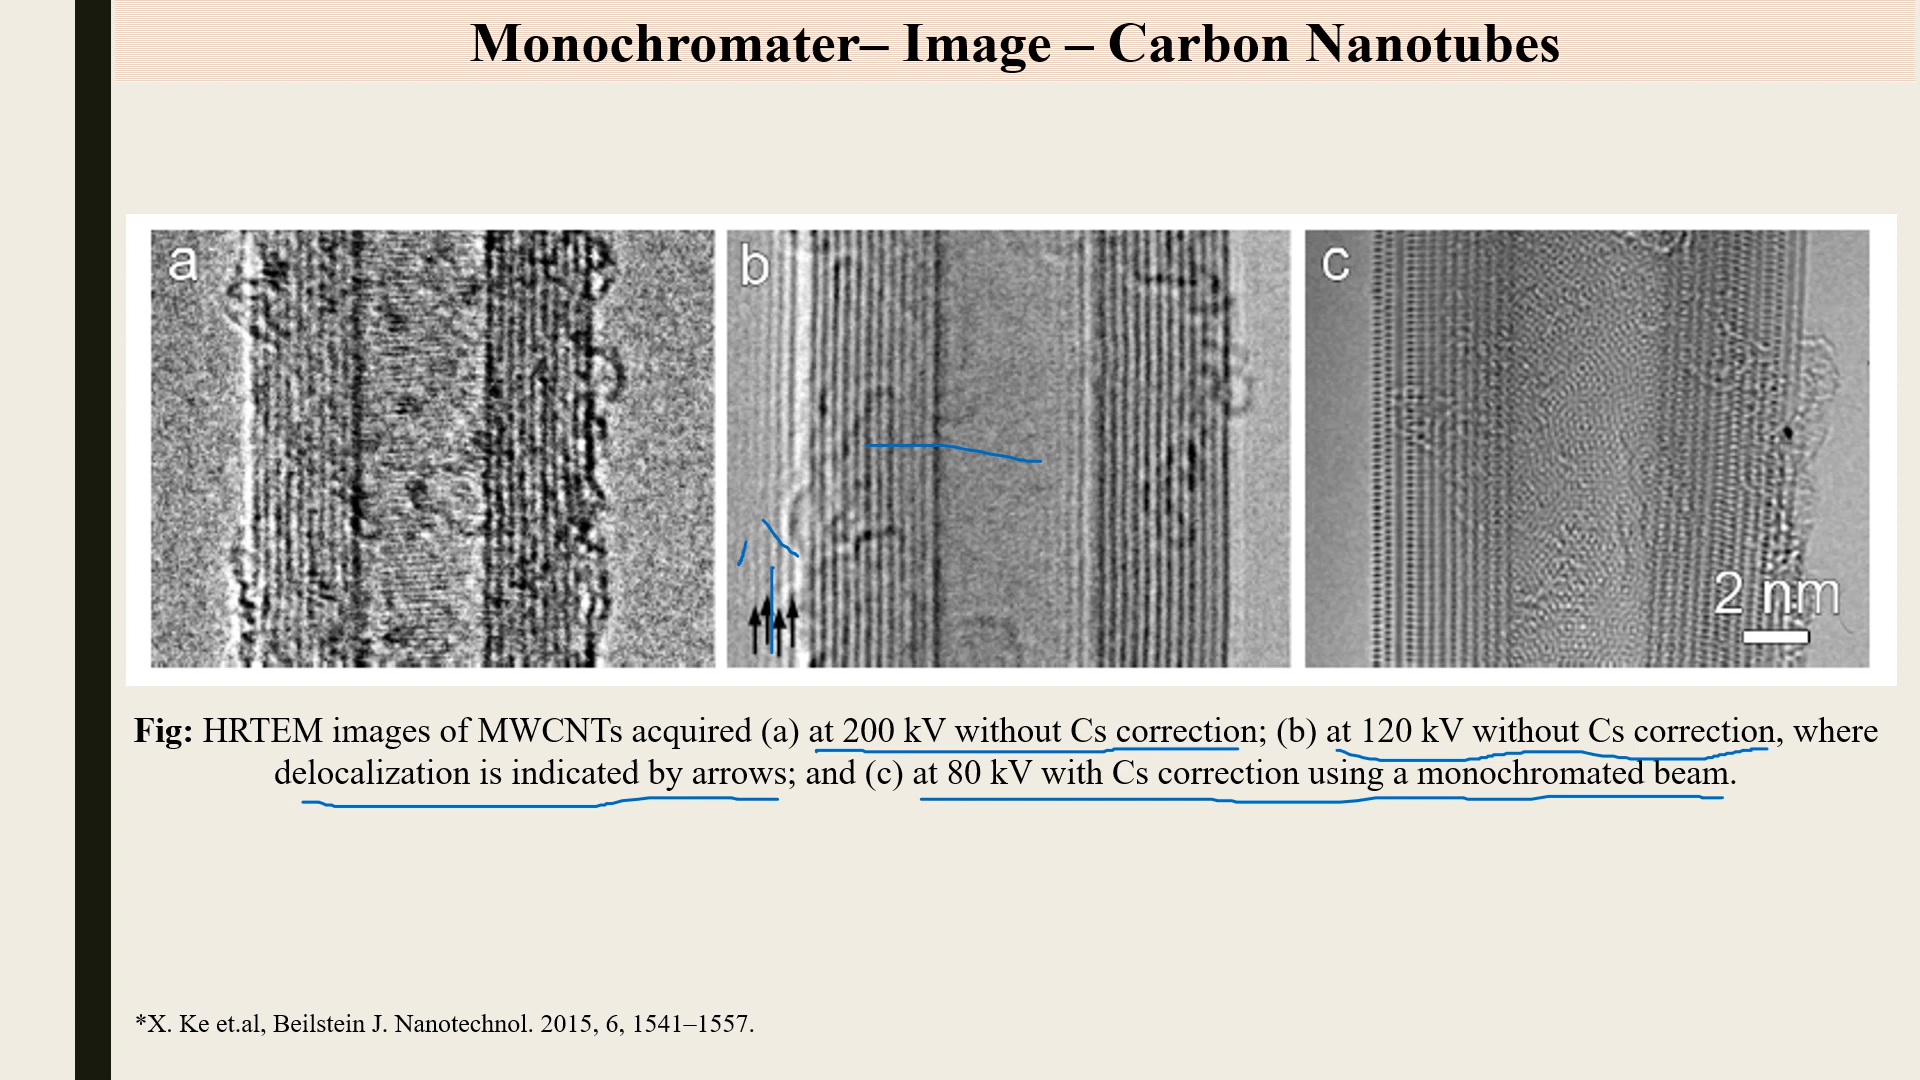 Monochromater– Image – Carbon Nanotubes
a
b
c
2 nm
Fig: HRTEM images of MWCNTs acquired (a) at 200 kV without Cs correction; (b) at 120 kV without Cs correction, where
delocalization is indicated by arrows; and (c) at 80 kV with Cs correction using a monochromated beam.
*X. Ke et.al, Beilstein J. Nanotechnol. 2015, 6, 1541–1557.